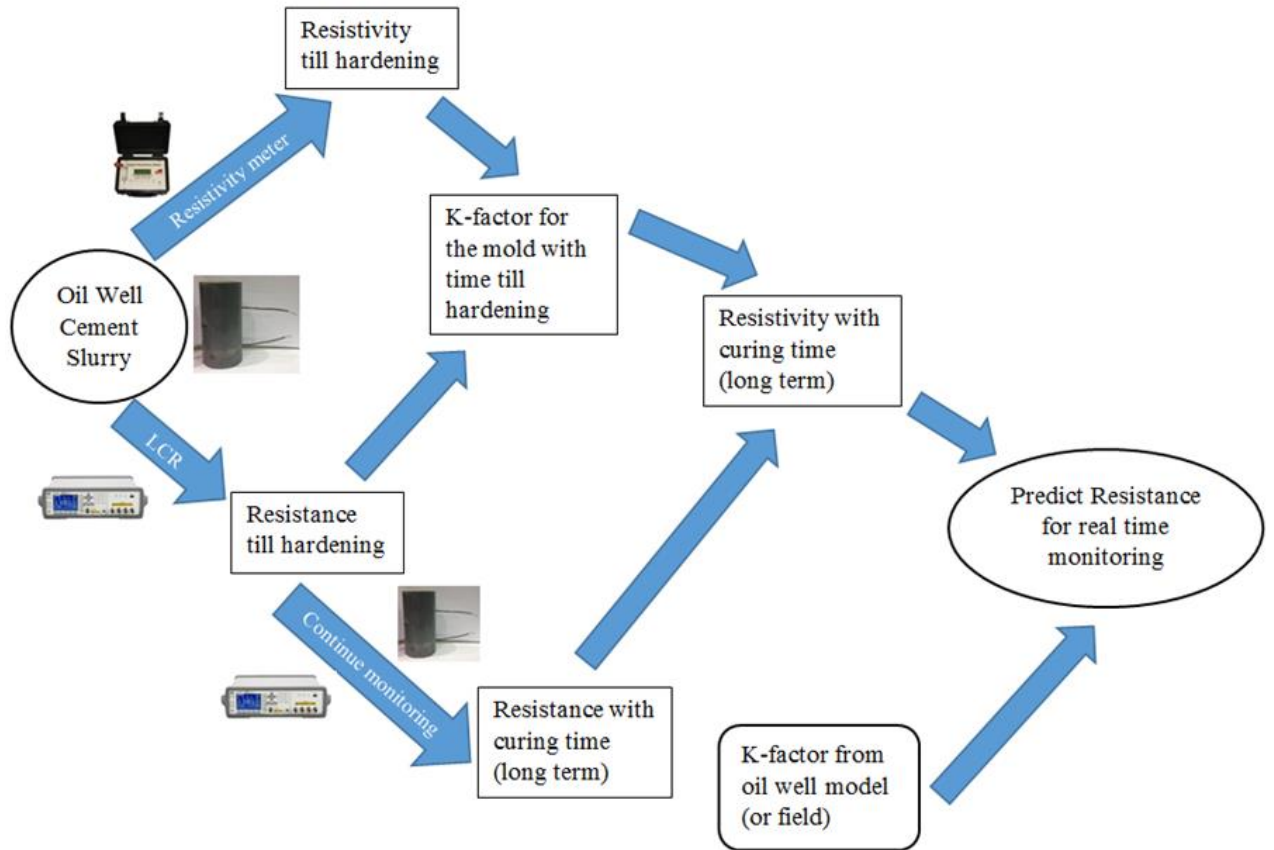 Resistivity
till hardening
Resistivity meter
K-factor for
the mold with
time till
hardening
Oil Well
Cement
Slurry
Resistivity with
curing time
(long term)
LCR
Resistance
till hardening
Predict Resistance
for real time
monitoring
Continue monitoring
Resistance with
curing time
(long term)
K-factor from
oil well model
(or field)